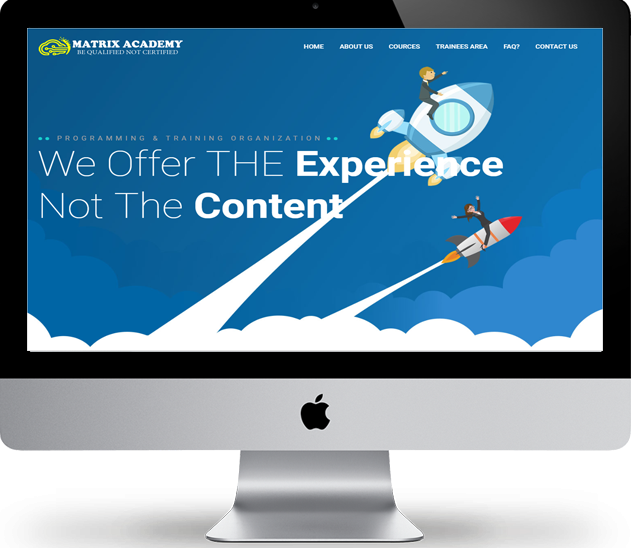 MATRIX ACADEMY
BE QUALIFIED NOT CERTIFIED
HOME ABOUT US COURCES TRAINEES AREA FAQ? CONTACT US
PROGRAMMING & TRAINING ORGANIZATION
We Offer THE Experience
Not The Content